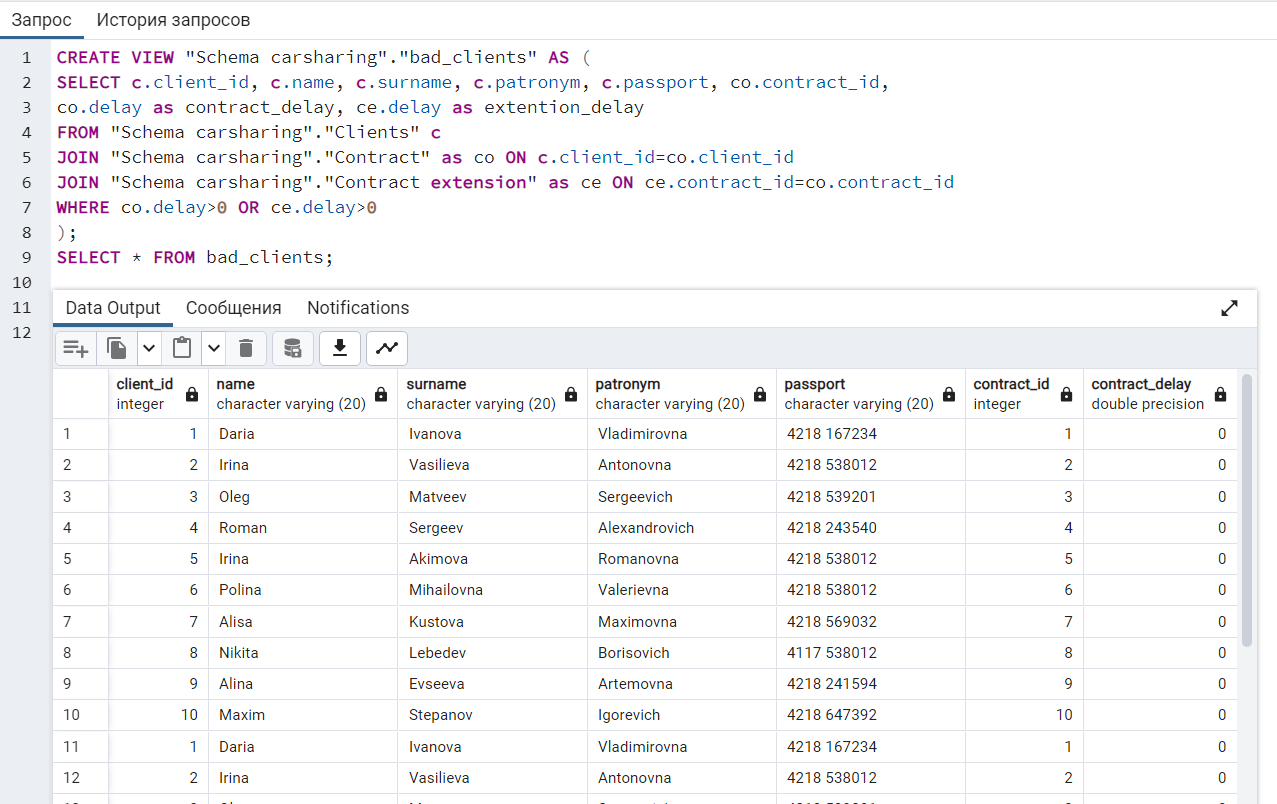 Запрос История запросов
1 CREATE VIEW "Schema carsharing"."bad_clients" AS (
2 SELECT c.client_id, c.name, c.surname, c.patronym, c.passport, co.contract_id,
3 co.delay as contract_delay, ce.delay as extention_delay
4 FROM "Schema carsharing"."Clients" c
5 JOIN "Schema carsharing"."Contract" as co ON c.client_id=co.client_id
6 JOIN "Schema carsharing"."Contract extension" as ce ON ce.contract_id=co.contract_id
7 WHERE co.delay>0 OR ce.delay>0
8 );
9 SELECT * FROM bad_clients;
10
11
12
Data Output Сообщения Notifications
client_id name surname patronym passport contract_id contract_delay
integer character varying (20) character varying (20) character varying (20) character varying (20) integer double precision
1 1 Daria Ivanova Vladimirovna 4218 167234 1 0
2 2 Irina Vasilieva Antonovna 4218 538012 2 0
3 3 Oleg Matveev Sergeevich 4218 539201 3 0
4 4 Roman Sergeev Alexandrovich 4218 243540 4 0
5 5 Irina Akimova Romanovna 4218 538012 5 0
6 6 Polina Mihailovna Valerievna 4218 538012 6 0
7 7 Alisa Kustova Maximovna 4218 569032 7 0
8 8 Nikita Lebedev Borisovich 4117 538012 8 0
9 9 Alina Evseeva Artemovna 4218 241594 9 0
10 10 Maxim Stepanov Igorevich 4218 647392 10 0
11 1 Daria Ivanova Vladimirovna 4218 167234 1 0
12 2 Irina Vasilieva Antonovna 4218 538012 2 0